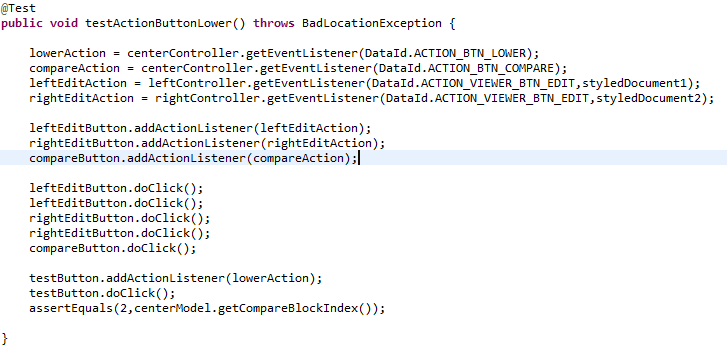 @Test
public void testActionButtonLower() throws BadLocationException {
lowerAction = centerController.getEventListener(DataId.ACTION_BTN_LOWER);
compareAction = centerController.getEventListener(DataId.ACTION_BTN_COMPARE);
leftEditAction = leftController.getEventListener(DataId.ACTION_VIEWER_BTN_EDIT,styledDocument1);
rightEditAction = rightController.getEventListener(DataId.ACTION_VIEWER_BTN_EDIT,styledDocument2);
leftEditButton.addActionListener(leftEditAction);
rightEditButton.addActionListener(rightEditAction);
compareButton.addActionListener(compareAction);
leftEditButton.doClick();
leftEditButton.doClick();
rightEditButton.doClick();
rightEditButton.doClick();
compareButton.doClick();
testButton.addActionListener(lowerAction);
testButton.doClick();
assertEquals(2,centerModel.getCompareBlockIndex());
}